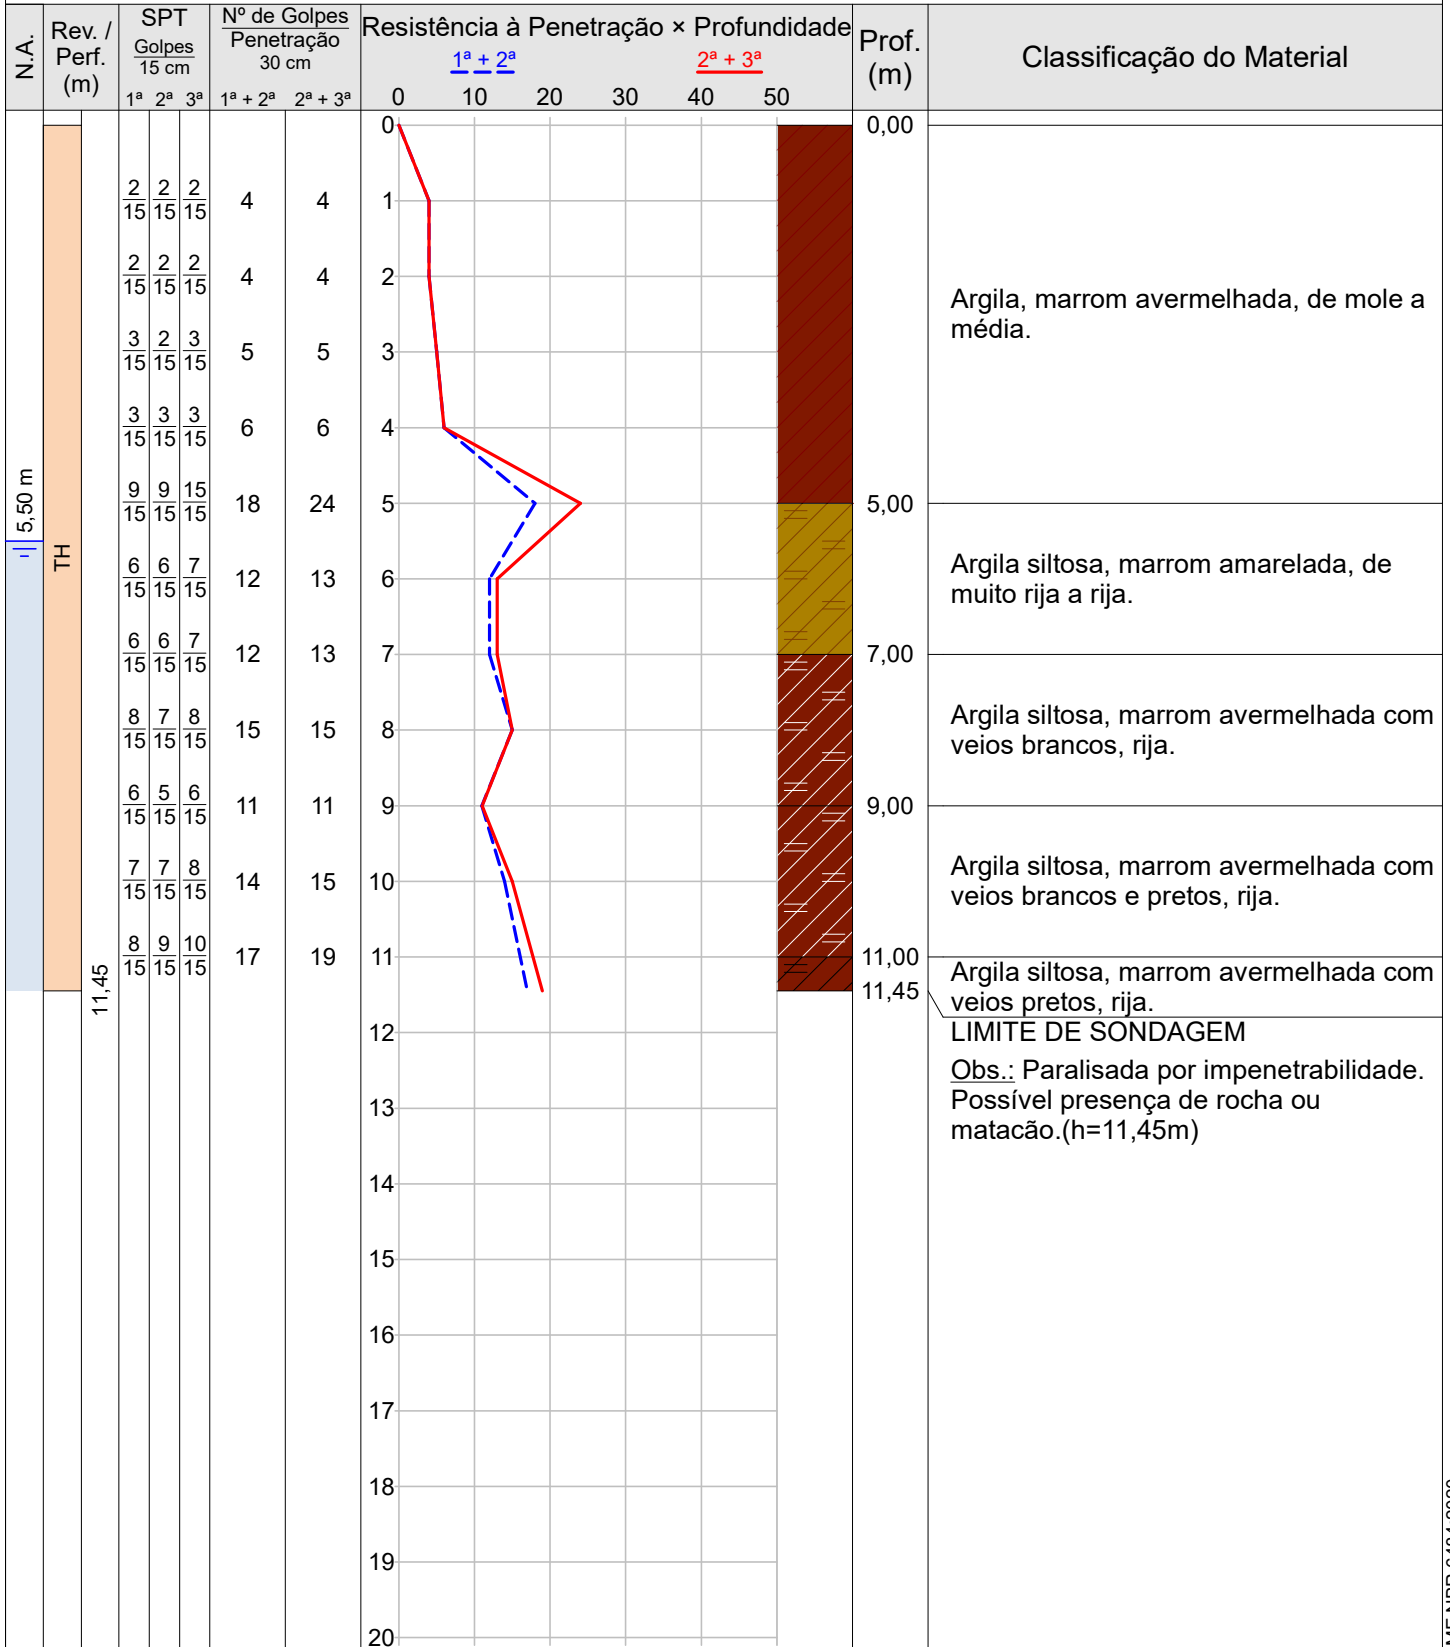 N.A.
Rev. /
Perf.
(m)
SPT
Golpes
15 cm
1ª 2ª 3ª
Nº de Golpes
Penetração
30 cm
1ª + 2ª 2ª + 3ª
Resistência à Penetração × Profundidade
1ª + 2ª 2ª + 3ª
0 10 20 30 40 50
Prof.
(m)
Classificação do Material
0 0,00
2 2 2
15 15 15
4 4 1
2 2 2
15 15 15
4 4 2
Argila, marrom avermelhada, de mole a
média.
3 2 3
15 15 15
5 5 3
3 3 3
15 15 15
6 6 4
5,50 m
9 9 15
15 15 15
18 24 5 5,00
TH
6 6 7
15 15 15
12 13 6
Argila siltosa, marrom amarelada, de
muito rija a rija.
6 6 7
15 15 15
12 13 7 7,00
8 7 8
15 15 15
15 15 8
Argila siltosa, marrom avermelhada com
veios brancos, rija.
6 5 6
15 15 15
11 11 9 9,00
7 7 8
15 15 15
14 15 10
Argila siltosa, marrom avermelhada com
veios brancos e pretos, rija.
8 9 10
15 15 15
17 19 11 11,00
11,45
11,45
Argila siltosa, marrom avermelhada com
veios pretos, rija.
12
LIMITE DE SONDAGEM
Obs.: Paralisada por impenetrabilidade.
Possível presença de rocha ou
matacão.(h=11,45m)
13
14
15
16
17
18
19
20